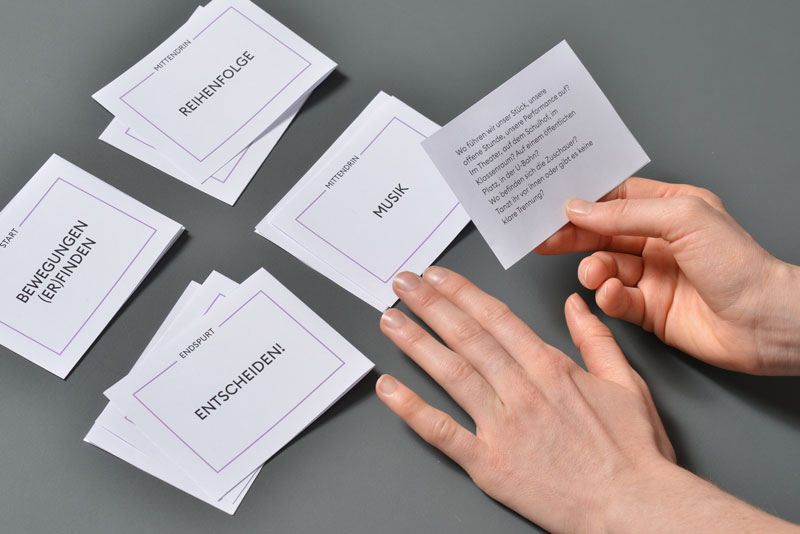 MITTENDRIN
REIHENFOLGE
MITTENDRIN
MUSIK
START
BEWEGUNGEN
(ER)FINDEN
ENDSPURT
ENTSCHEIDEN!
Wo führen wir unser Stück, unsere
offene Stunde, unsere Performance auf?
Im Theater, auf dem Schulhof, im
Klassenraum? Auf einem öffentlichen
Platz, in der U-Bahn?
Wo befinden sich die Zuschauer?
Tanzt ihr vor ihnen oder gibt es keine
klare Trennung?